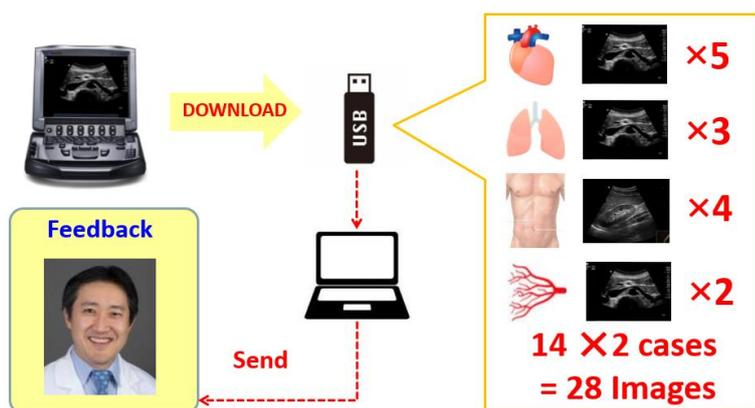 DOWNLOAD
USB
×5
×3
×4
×2
14 ×2 cases
= 28 Images
Feedback
Send